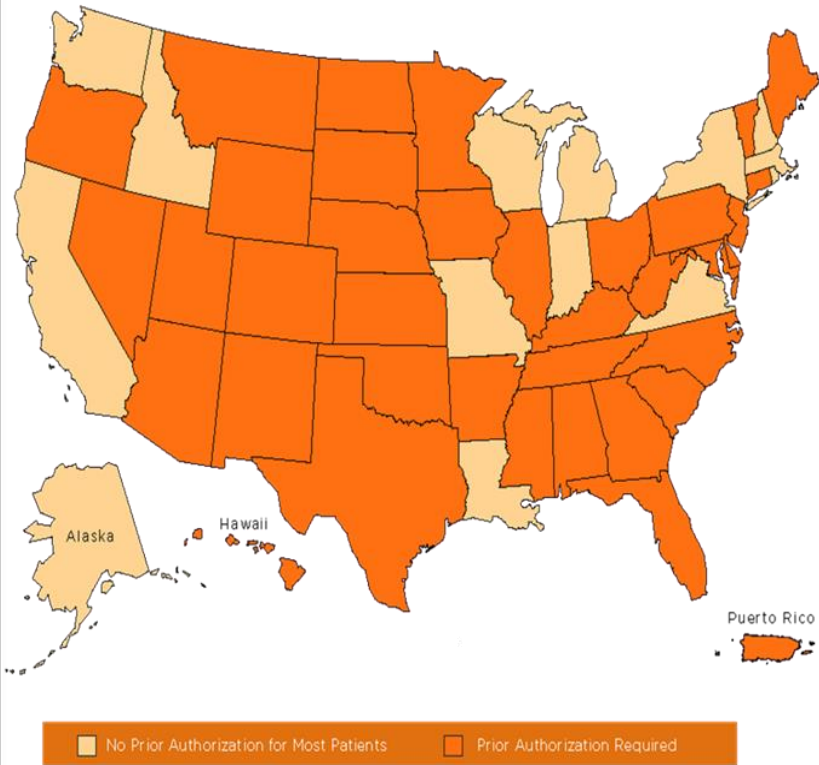 Alaska
Hawaii
Puerto Rico
No Prior Authorization for Most Patients
Prior Authorization Required